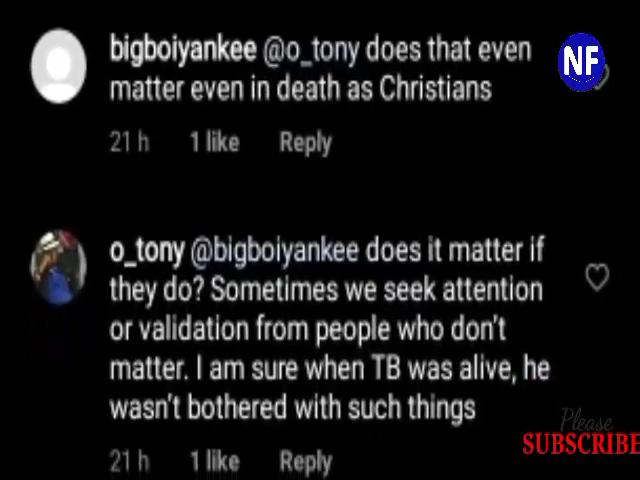 bigboiyankee @o_tony does that even
matter even in death as Christians
21 h 1 like Reply
NF
o_tony @bigboiyankee does it matter if
they do? Sometimes we seek attention
or validation from people who don't
matter. I am sure when TB was alive, he
wasn't bothered with such things
21 h 1 like Reply
Please
SUBSCRIBE